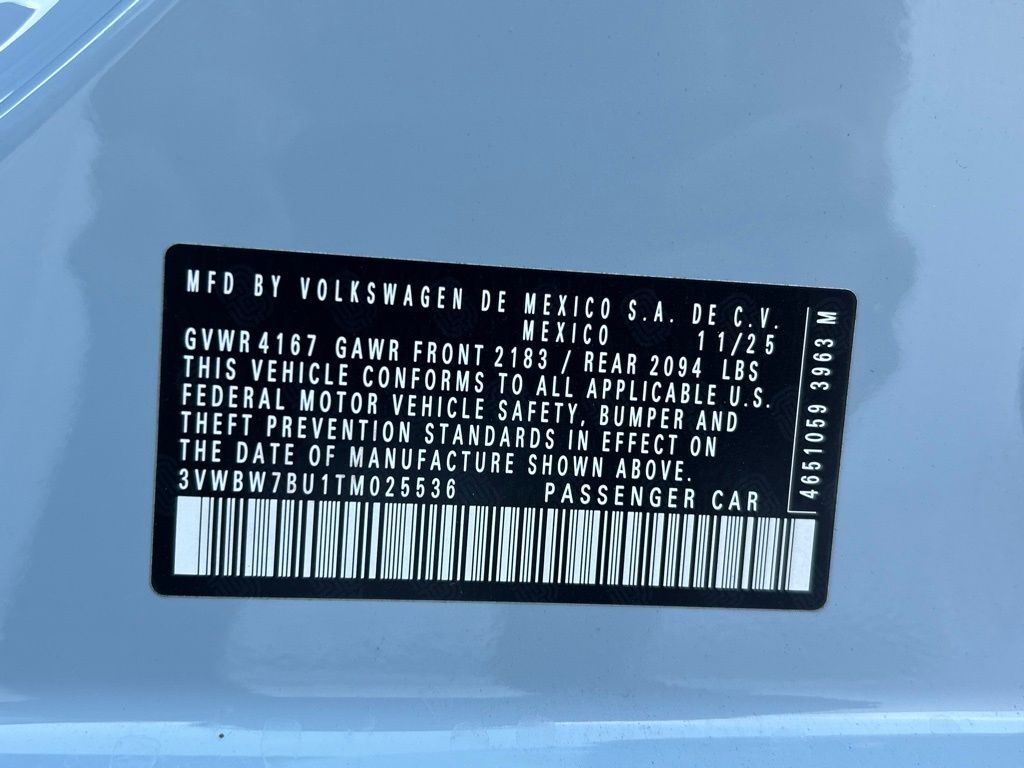 MFD BY VOLKSWAGEN DE MEXICO S.A. DE C.V.
MEXICO 11/25
GVWR 4167 GAWR FRONT 2183 / REAR 2094 LBS
THIS VEHICLE CONFORMS TO ALL APPLICABLE U.S.
FEDERAL MOTOR VEHICLE SAFETY, BUMPER AND
THEFT PREVENTION STANDARDS IN EFFECT ON
THE DATE OF MANUFACTURE SHOWN ABOVE.
3VWBW7BU1TM025536 PASSENGER CAR
4651059 3963 M